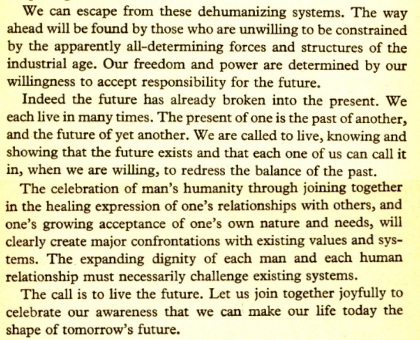 We can escape from these dehumanizing systems. The way
ahead will be found by those who are unwilling to be constrained
by the apparently all-determining forces and structures of the
industrial age. Our freedom and power are determined by our
willingness to accept responsibility for the future.
Indeed the future has already broken into the present. We
each live in many times. The present of one is the past of another,
and the future of yet another. We are called to live, knowing and
showing that the future exists and that each one of us can call it
in, when we are willing, to redress the balance of the past.
The celebration of man's humanity through joining together
in the healing expression of one's relationships with others, and
one's growing acceptance of one's own nature and needs, will
clearly create major confrontations with existing values and sys-
tems. The expanding dignity of each man and each human
relationship must necessarily challenge existing systems.
The call is to live the future. Let us join together joyfully to
celebrate our awareness that we can make our life today the
shape of tomorrow's future.